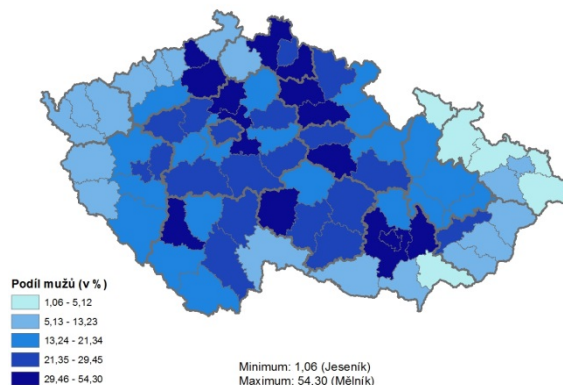 Podíl mužů (v %)
1,06 - 5,12
5,13 - 13,23
13,24 - 21,34
21,35 - 29,45
29,46 - 54,30
Minimum: 1,06 (Jeseník)
Maximum: 54,30 (Mělník)